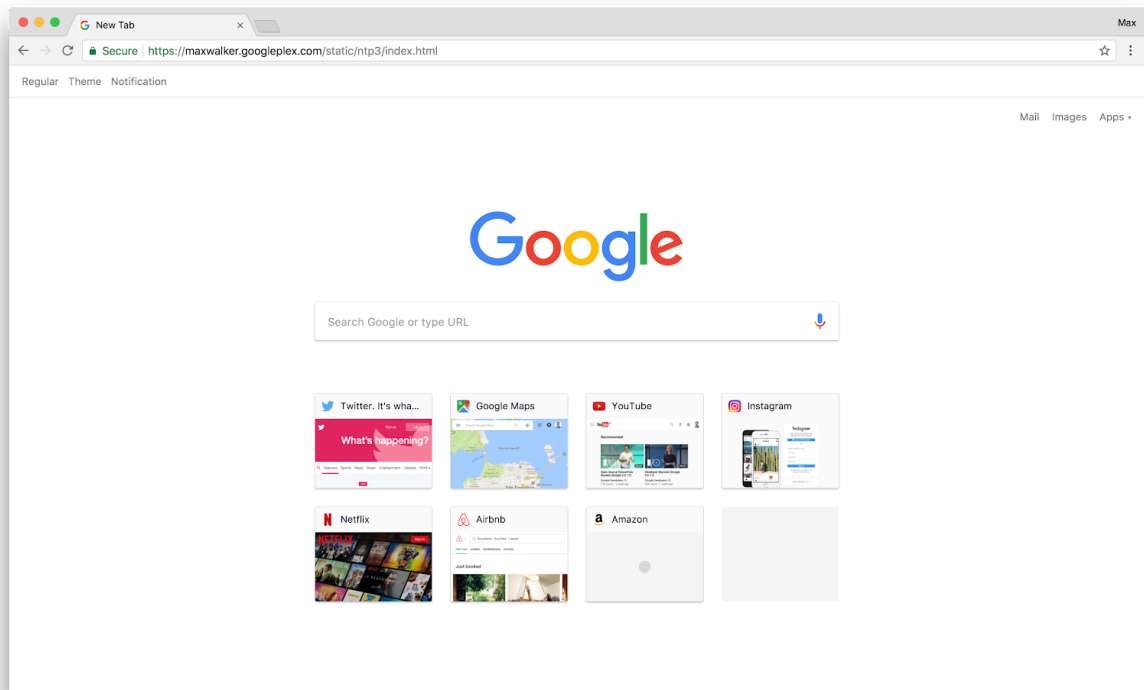 New Tab
Max
Secure https://maxwalker.googleplex.com/static/ntp3/index.html
Regular Theme Notification
Mail Images Apps
Google
Search Google or type URL
Twitter. It's wha... Google Maps YouTube Instagram
What's happening?
Recommended
Instagram
Netflix Airbnb Amazon
NETFLIX
Just booked